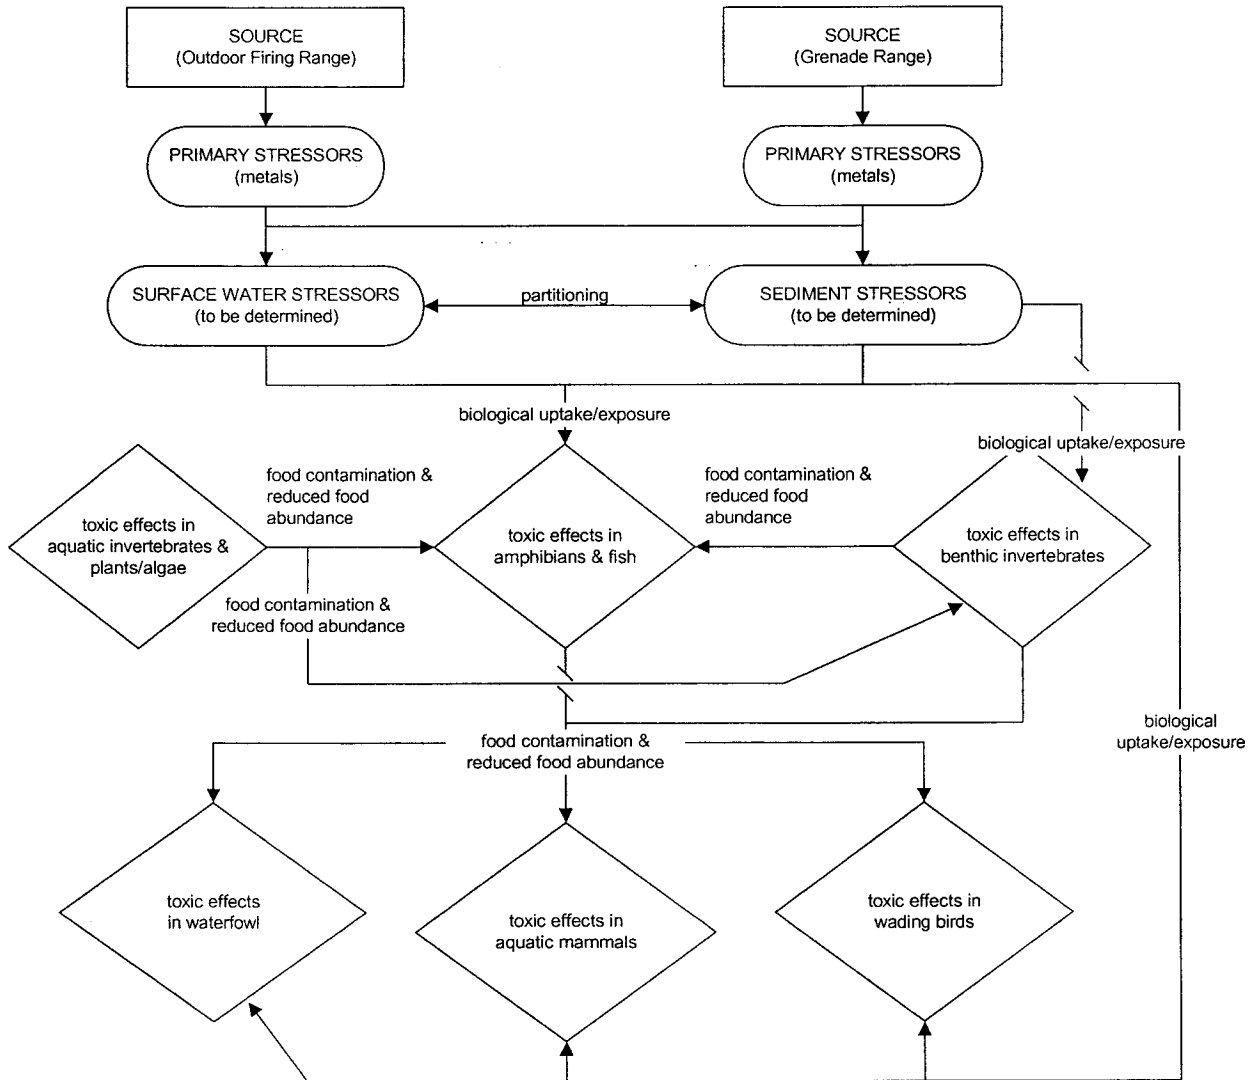 SOURCE
(Outdoor Firing Range)
SOURCE
(Grenade Range)
PRIMARY STRESSORS
(metals)
PRIMARY STRESSORS
(metals)
SURFACE WATER STRESSORS
(to be determined)
partitioning
SEDIMENT STRESSORS
(to be determined)
biological uptake/exposure
biological uptake/exposure
food contamination &
reduced food
abundance
food contamination &
reduced food
abundance
toxic effects in
aquatic invertebrates &
plants/algae
toxic effects in
amphibians & fish
toxic effects in
benthic invertebrates
food contamination &
reduced food abundance
biological
uptake/exposure
food contamination &
reduced food abundance
toxic effects
in waterfowl
toxic effects in
aquatic mammals
toxic effects in
wading birds